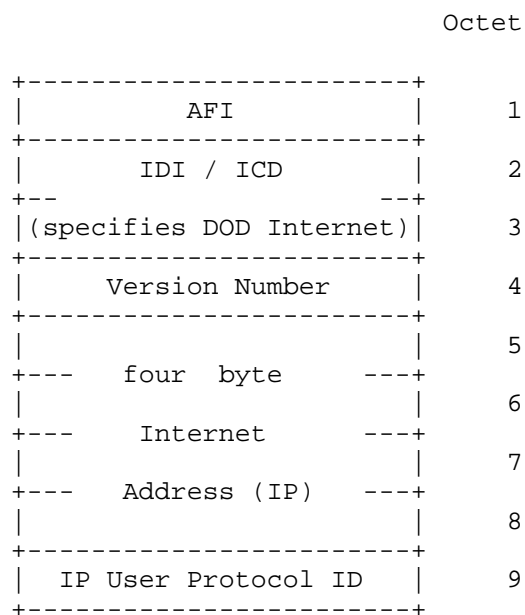 Octet

+------------------------+
|          AFI           |     1
+------------------------+
|       IDI / ICD        |     2
+--                    --+
|(specifies DOD Internet)|     3
+------------------------+
|     Version Number     |     4
+------------------------+
|                        |     5
+---   four  byte     ---+
|                        |     6
+---    Internet      ---+
|                        |     7
+---   Address (IP)   ---+
|                        |     8
+------------------------+
|  IP User Protocol ID   |     9
+------------------------+